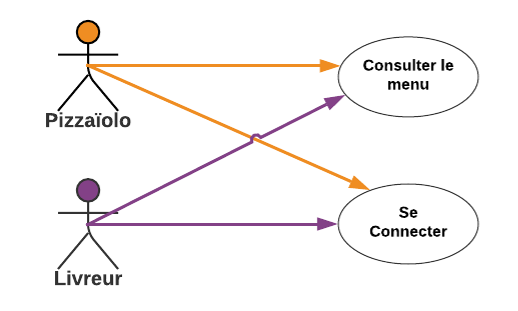 Consulter le
menu
Pizzaïolo
Se
Connecter
Livreur